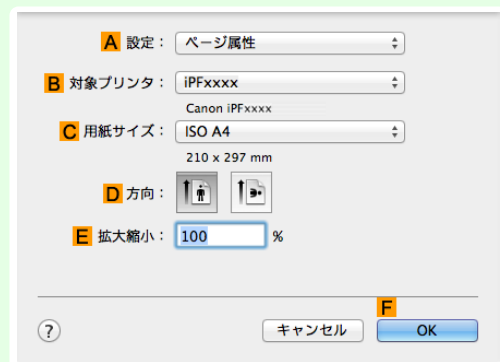 A 設定： ページ属性
B 対象プリンタ： iPFxxxx
Canon iPFxxxx
C 用紙サイズ： ISO A4
210 x 297 mm
D 方向：
E 拡大縮小： 100 %
F
? キャンセル OK